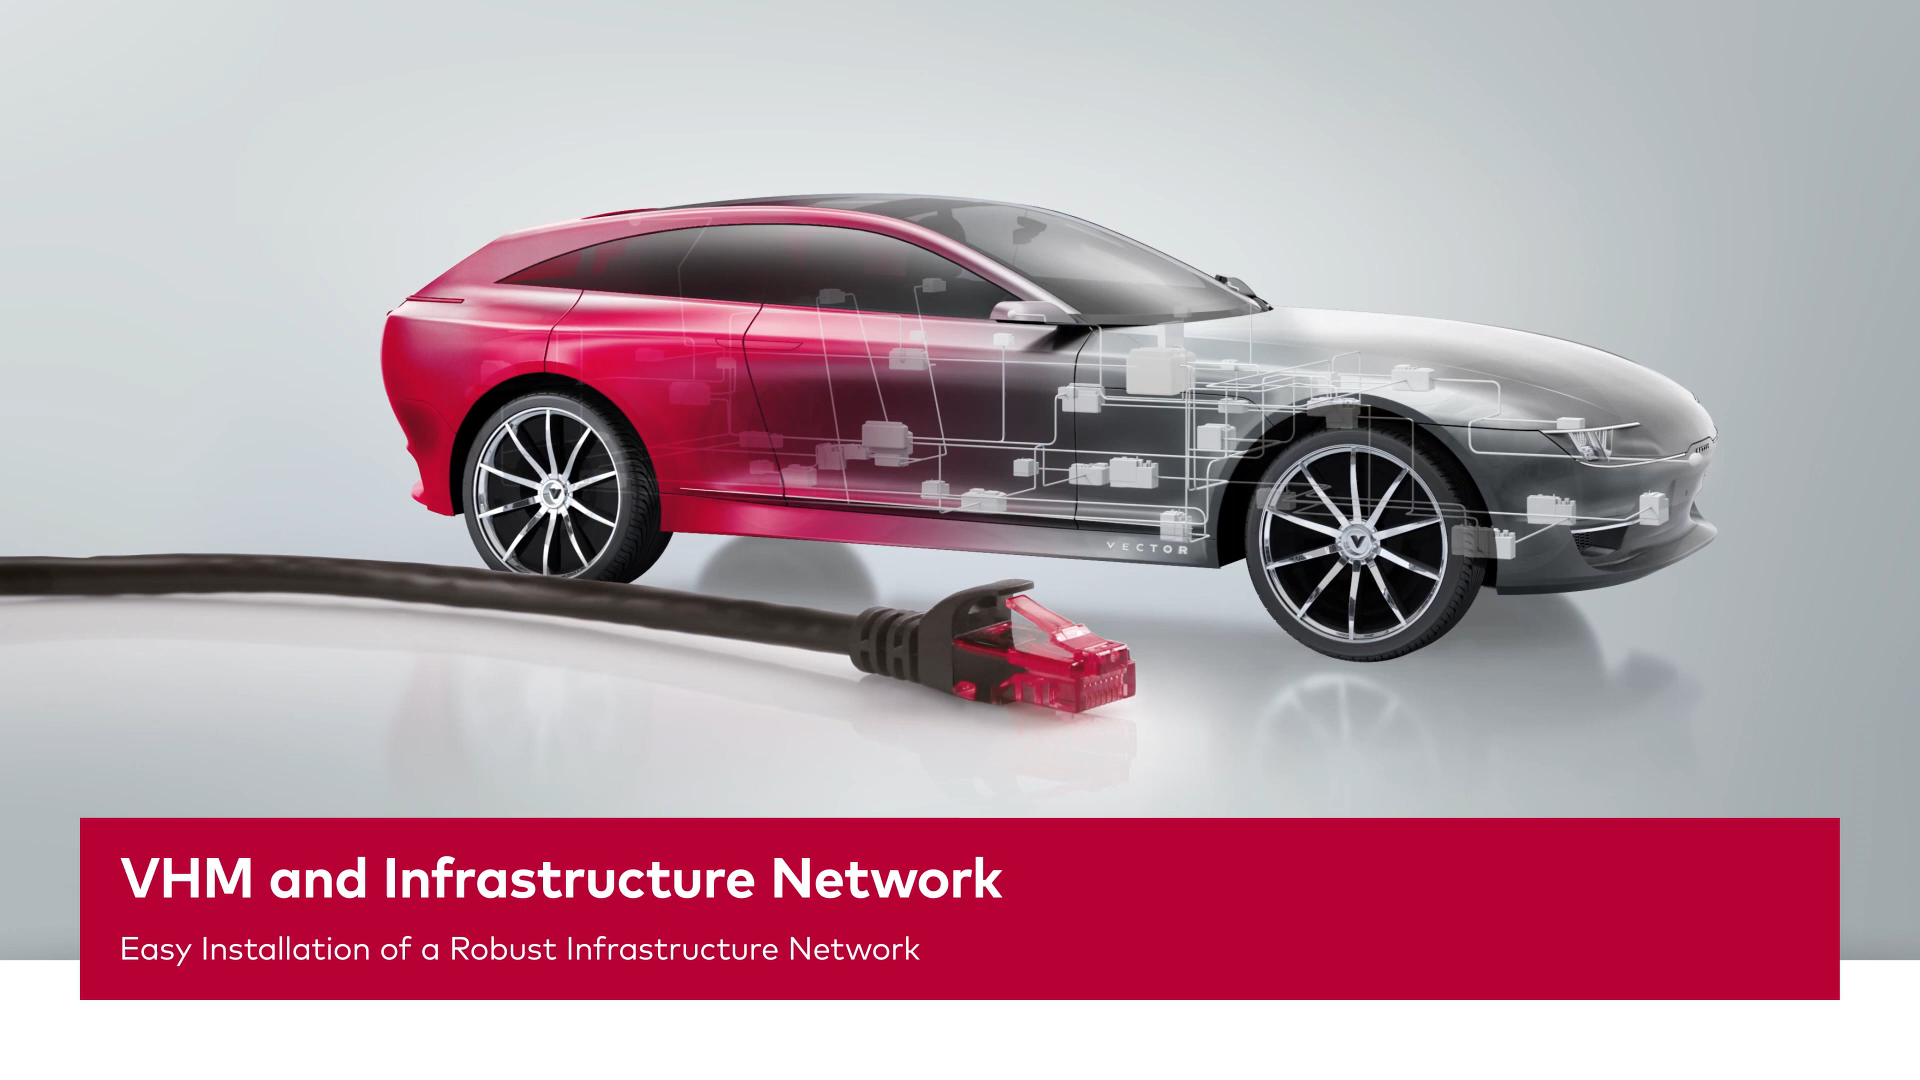 VECTOR
VHM and Infrastructure Network
Easy Installation of a Robust Infrastructure Network